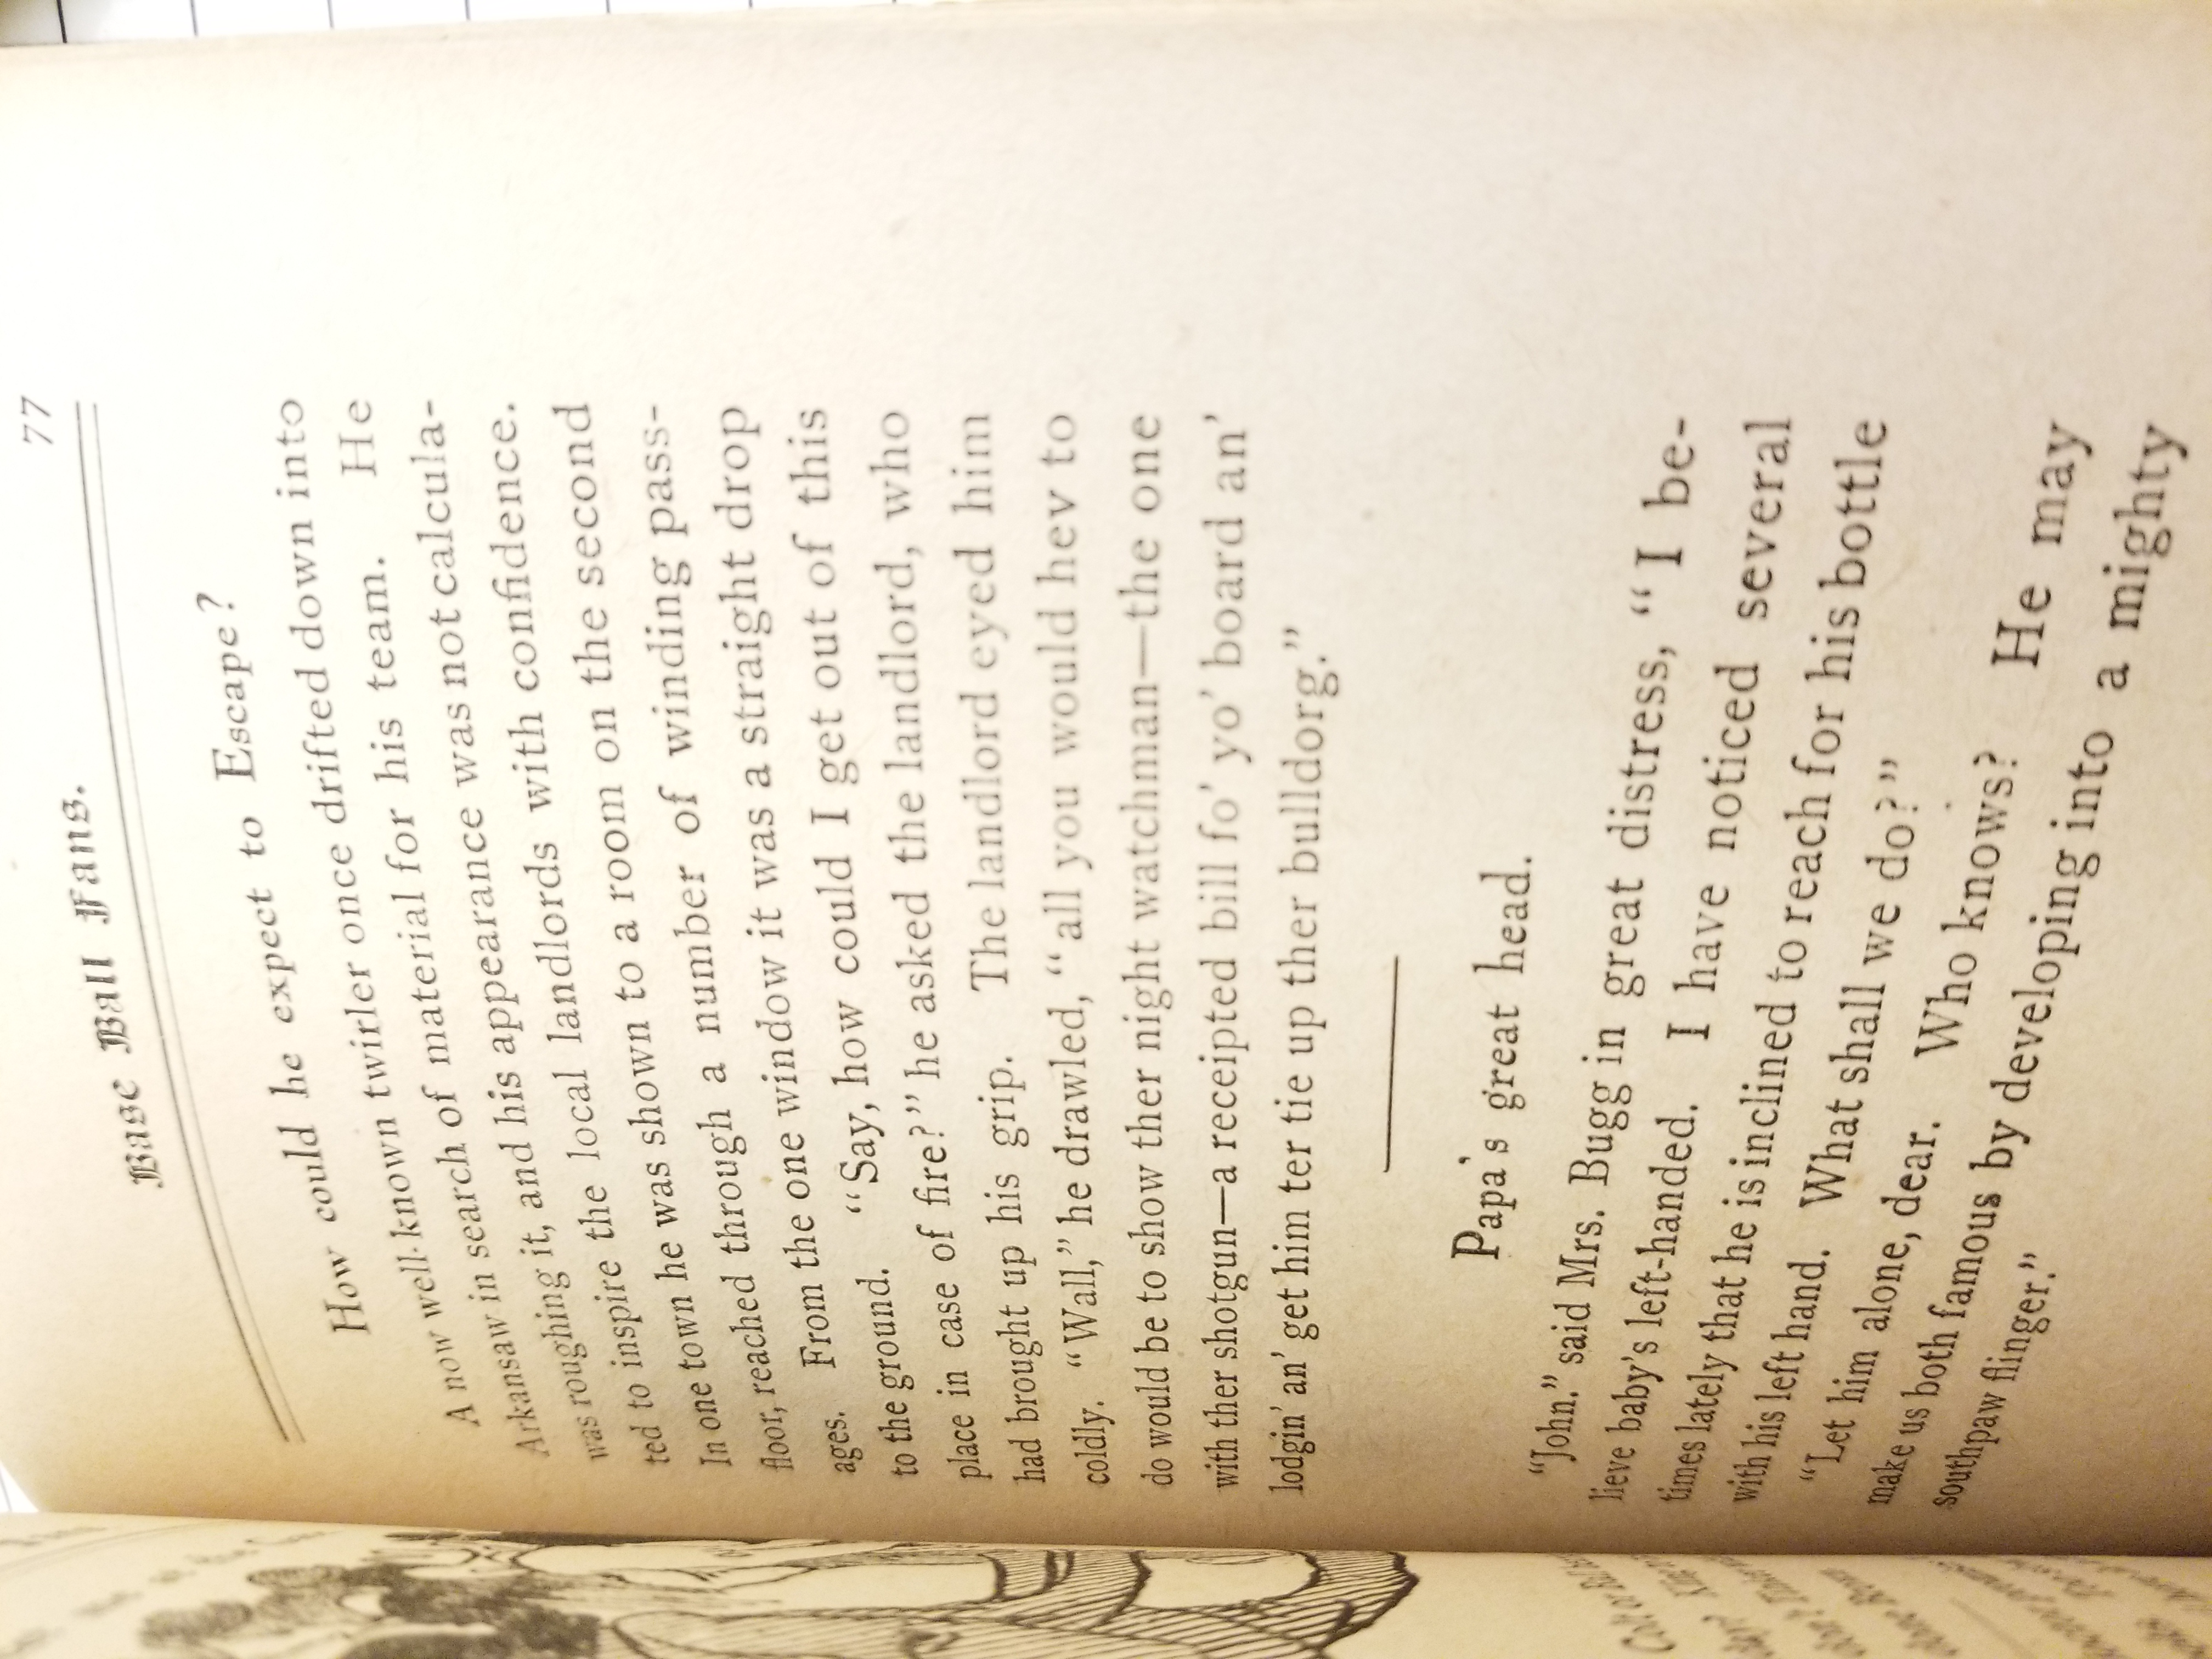 Base Ball Fans. 77
How could he expect to Escape?
A now well-known twirler once drifted down into
Arkansaw in search of material for his team. He
was roughing it, and his appearance was not calcula-
ted to inspire the local landlords with confidence.
In one town he was shown to a room on the second
floor, reached through a number of winding pass-
ages. From the one window it was a straight drop
to the ground. "Say, how could I get out of this
place in case of fire?" he asked the landlord, who
had brought up his grip. The landlord eyed him
coldly. "Wall," he drawled, "all you would hev to
do would be to show ther night watchman—the one
with ther shotgun—a receipted bill fo' yo' board an'
lodgin' an' get him ter tie up ther bulldorg."
Papa's great head.
"John." said Mrs. Bugg in great distress, "I be-
lieve baby's left-handed. I have noticed several
times lately that he is inclined to reach for his bottle
with his left hand. What shall we do?"
"Let him alone, dear. Who knows? He may
make us both famous by developing into a mighty
southpaw flinger."